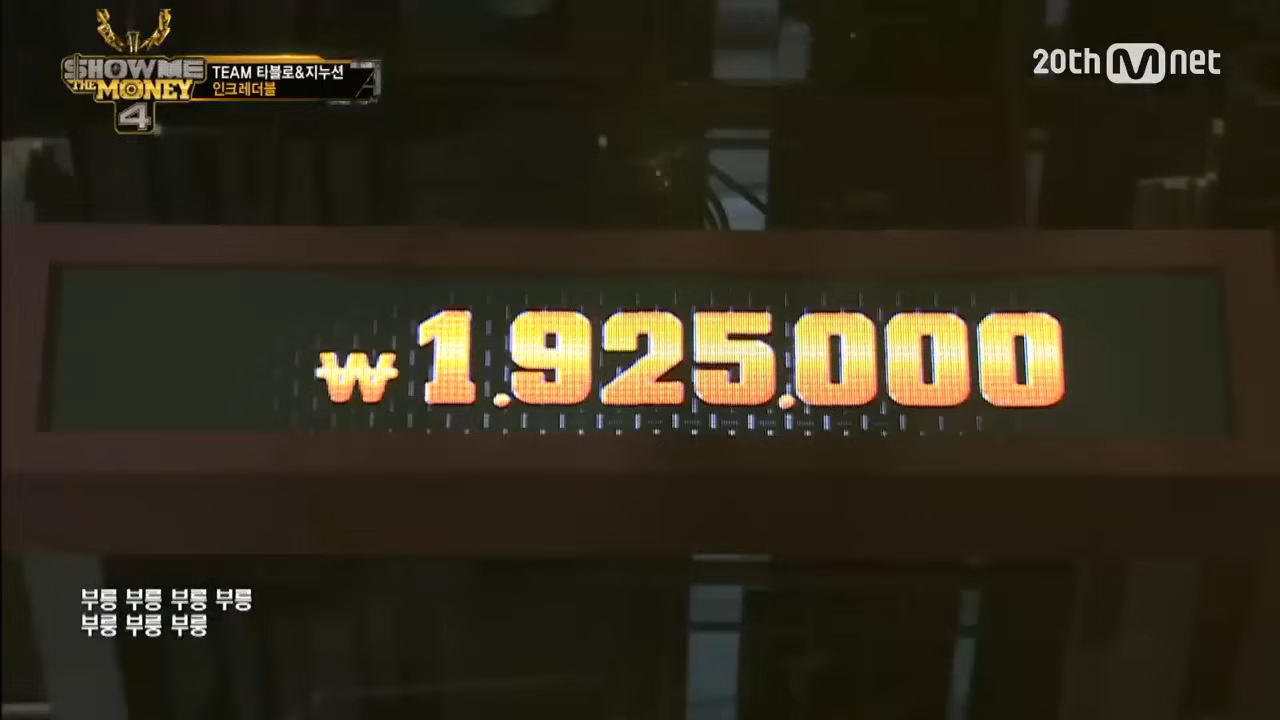 SHOW ME
THE MONEY
4
TEAM 타블로&지누션
인크레더블
20th Mnet
₩1.925.000
부릉 부릉 부릉 부릉
부릉 부릉 부릉